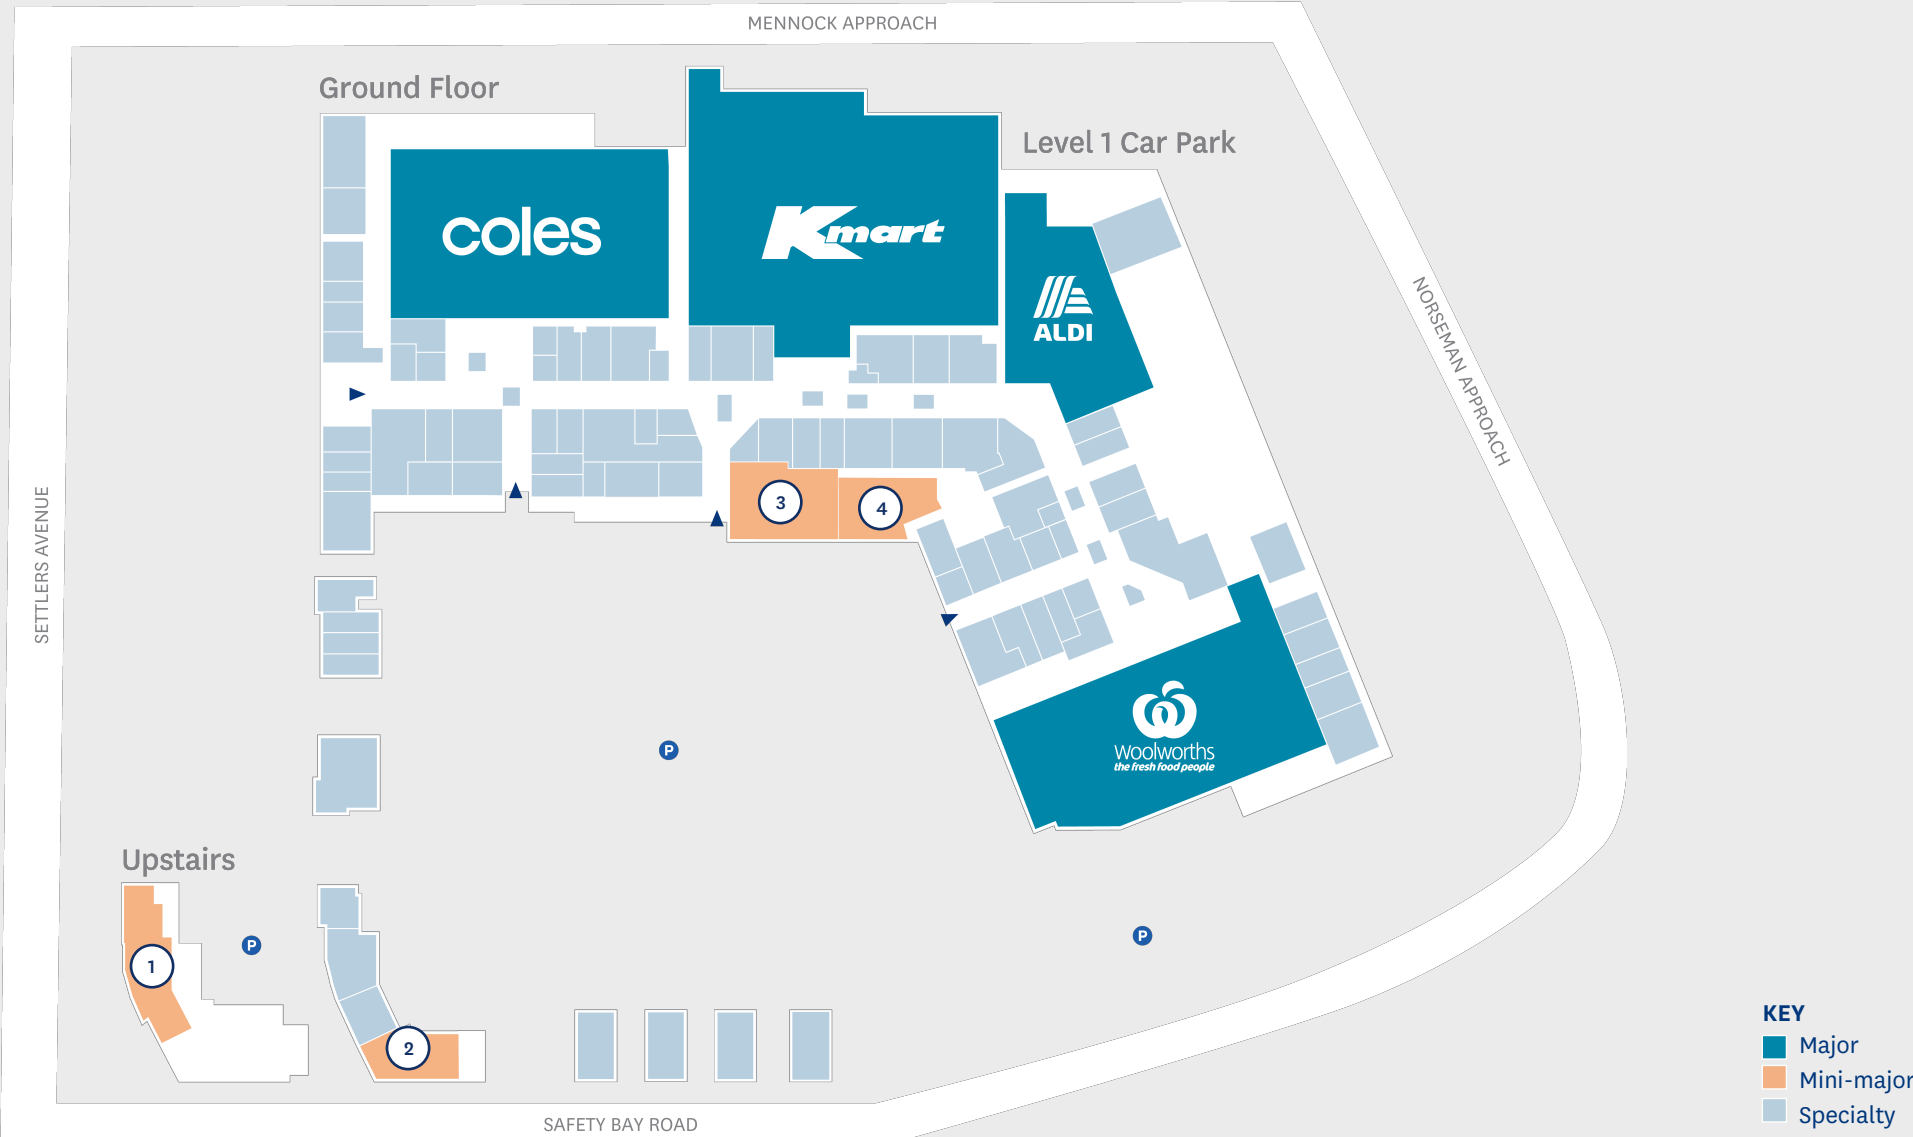 MENNOCK APPROACH
Ground Floor
Level 1 Car Park
coles
Kmart
ALDI
NORSEMAN APPROACH
SETTLERS AVENUE
3
4
Woolworths
the fresh food people
P
Upstairs
P
P
1
2
KEY
Major
Mini-major
Specialty
SAFETY BAY ROAD